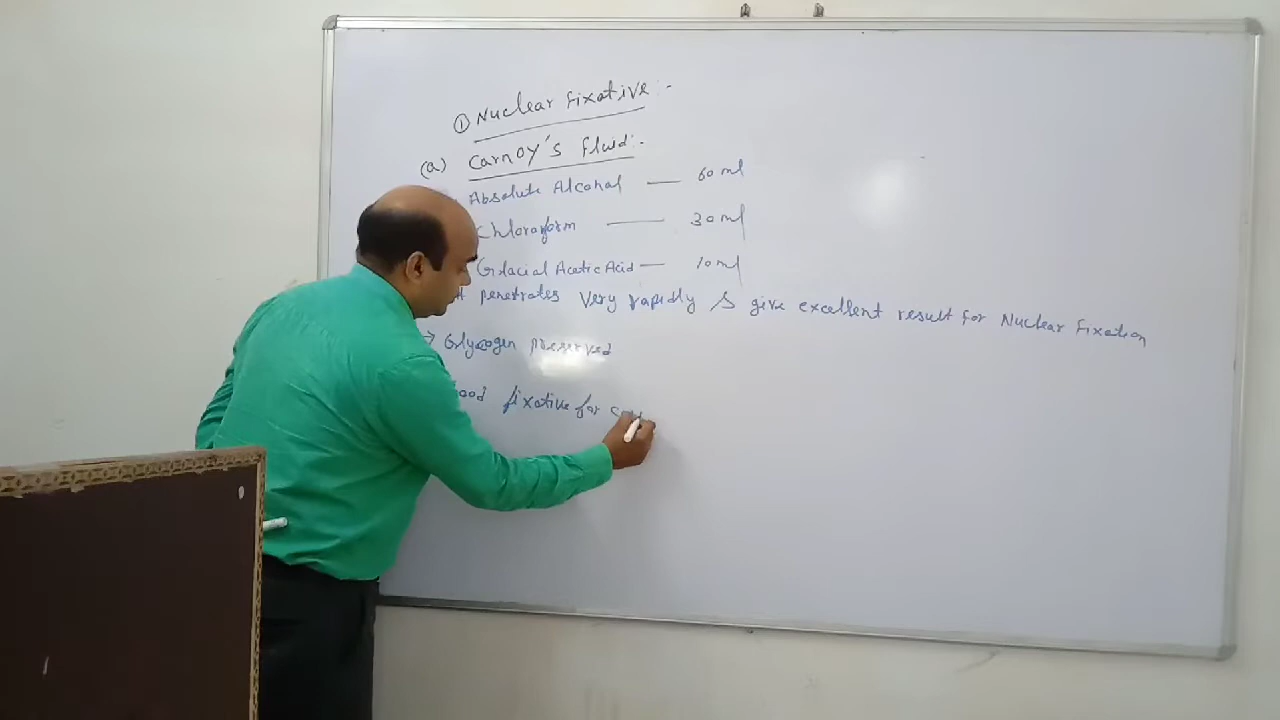 ① Nuclear Fixative :-
(a) Carnoy's fluid :-
Absolute Alcohal — 60 ml
Chloroform — 30 ml
Glacial Acetic Acid — 10 ml
penetrates very rapidly & give excellent result for Nuclear Fixation
→ Glycogen preserved
fixative for